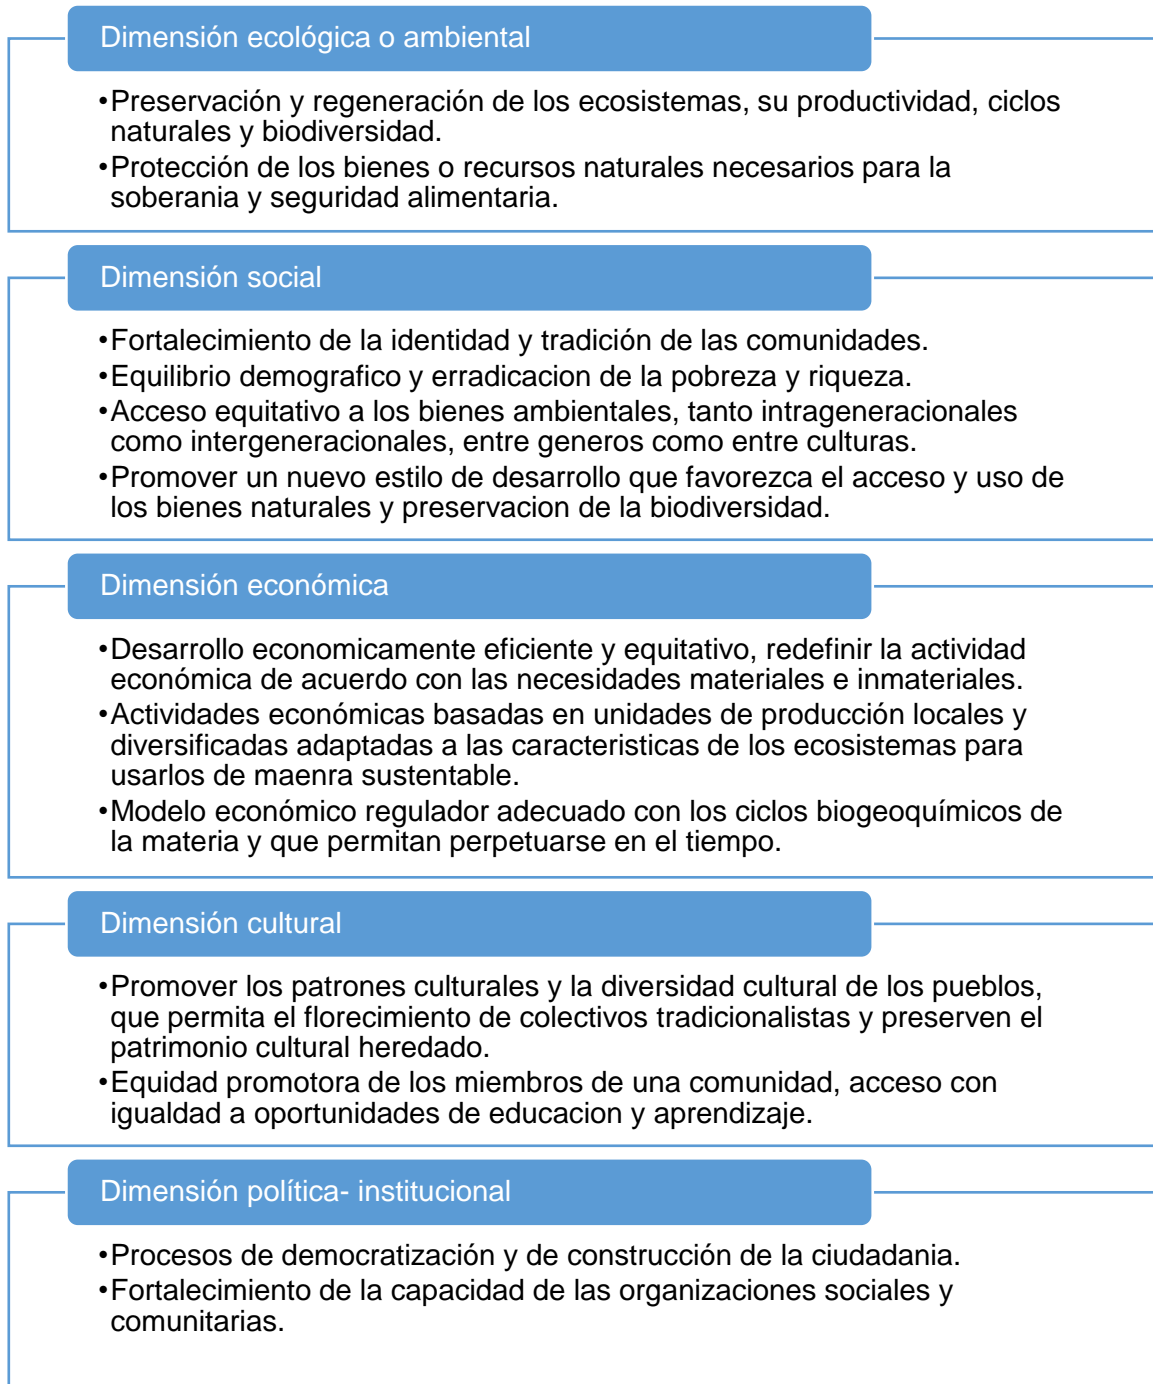 Dimensión ecológica o ambiental
•Preservación y regeneración de los ecosistemas, su productividad, ciclos
naturales y biodiversidad.
•Protección de los bienes o recursos naturales necesarios para la
soberania y seguridad alimentaria.
Dimensión social
•Fortalecimiento de la identidad y tradición de las comunidades.
•Equilibrio demografico y erradicacion de la pobreza y riqueza.
•Acceso equitativo a los bienes ambientales, tanto intrageneracionales
como intergeneracionales, entre generos como entre culturas.
•Promover un nuevo estilo de desarrollo que favorezca el acceso y uso de
los bienes naturales y preservacion de la biodiversidad.
Dimensión económica
•Desarrollo economicamente eficiente y equitativo, redefinir la actividad
económica de acuerdo con las necesidades materiales e inmateriales.
•Actividades económicas basadas en unidades de producción locales y
diversificadas adaptadas a las caracteristicas de los ecosistemas para
usarlos de maenra sustentable.
•Modelo económico regulador adecuado con los ciclos biogeoquímicos de
la materia y que permitan perpetuarse en el tiempo.
Dimensión cultural
•Promover los patrones culturales y la diversidad cultural de los pueblos,
que permita el florecimiento de colectivos tradicionalistas y preserven el
patrimonio cultural heredado.
•Equidad promotora de los miembros de una comunidad, acceso con
igualdad a oportunidades de educacion y aprendizaje.
Dimensión política- institucional
•Procesos de democratización y de construcción de la ciudadania.
•Fortalecimiento de la capacidad de las organizaciones sociales y
comunitarias.